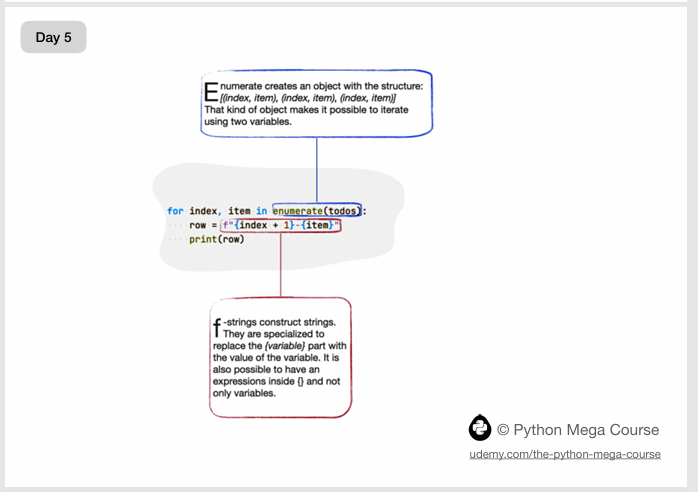 Day 5
Enumerate creates an object with the structure:
[(index, item), (index, item), (index, item)]
That kind of object makes it possible to iterate
using two variables.
for index, item in enumerate(todos):
    row = f"{index + 1}-{item}"
    print(row)
f-strings construct strings.
They are specialized to
replace the {variable} part with
the value of the variable. It is
also possible to have an
expressions inside {} and not
only variables.
© Python Mega Course
udemy.com/the-python-mega-course